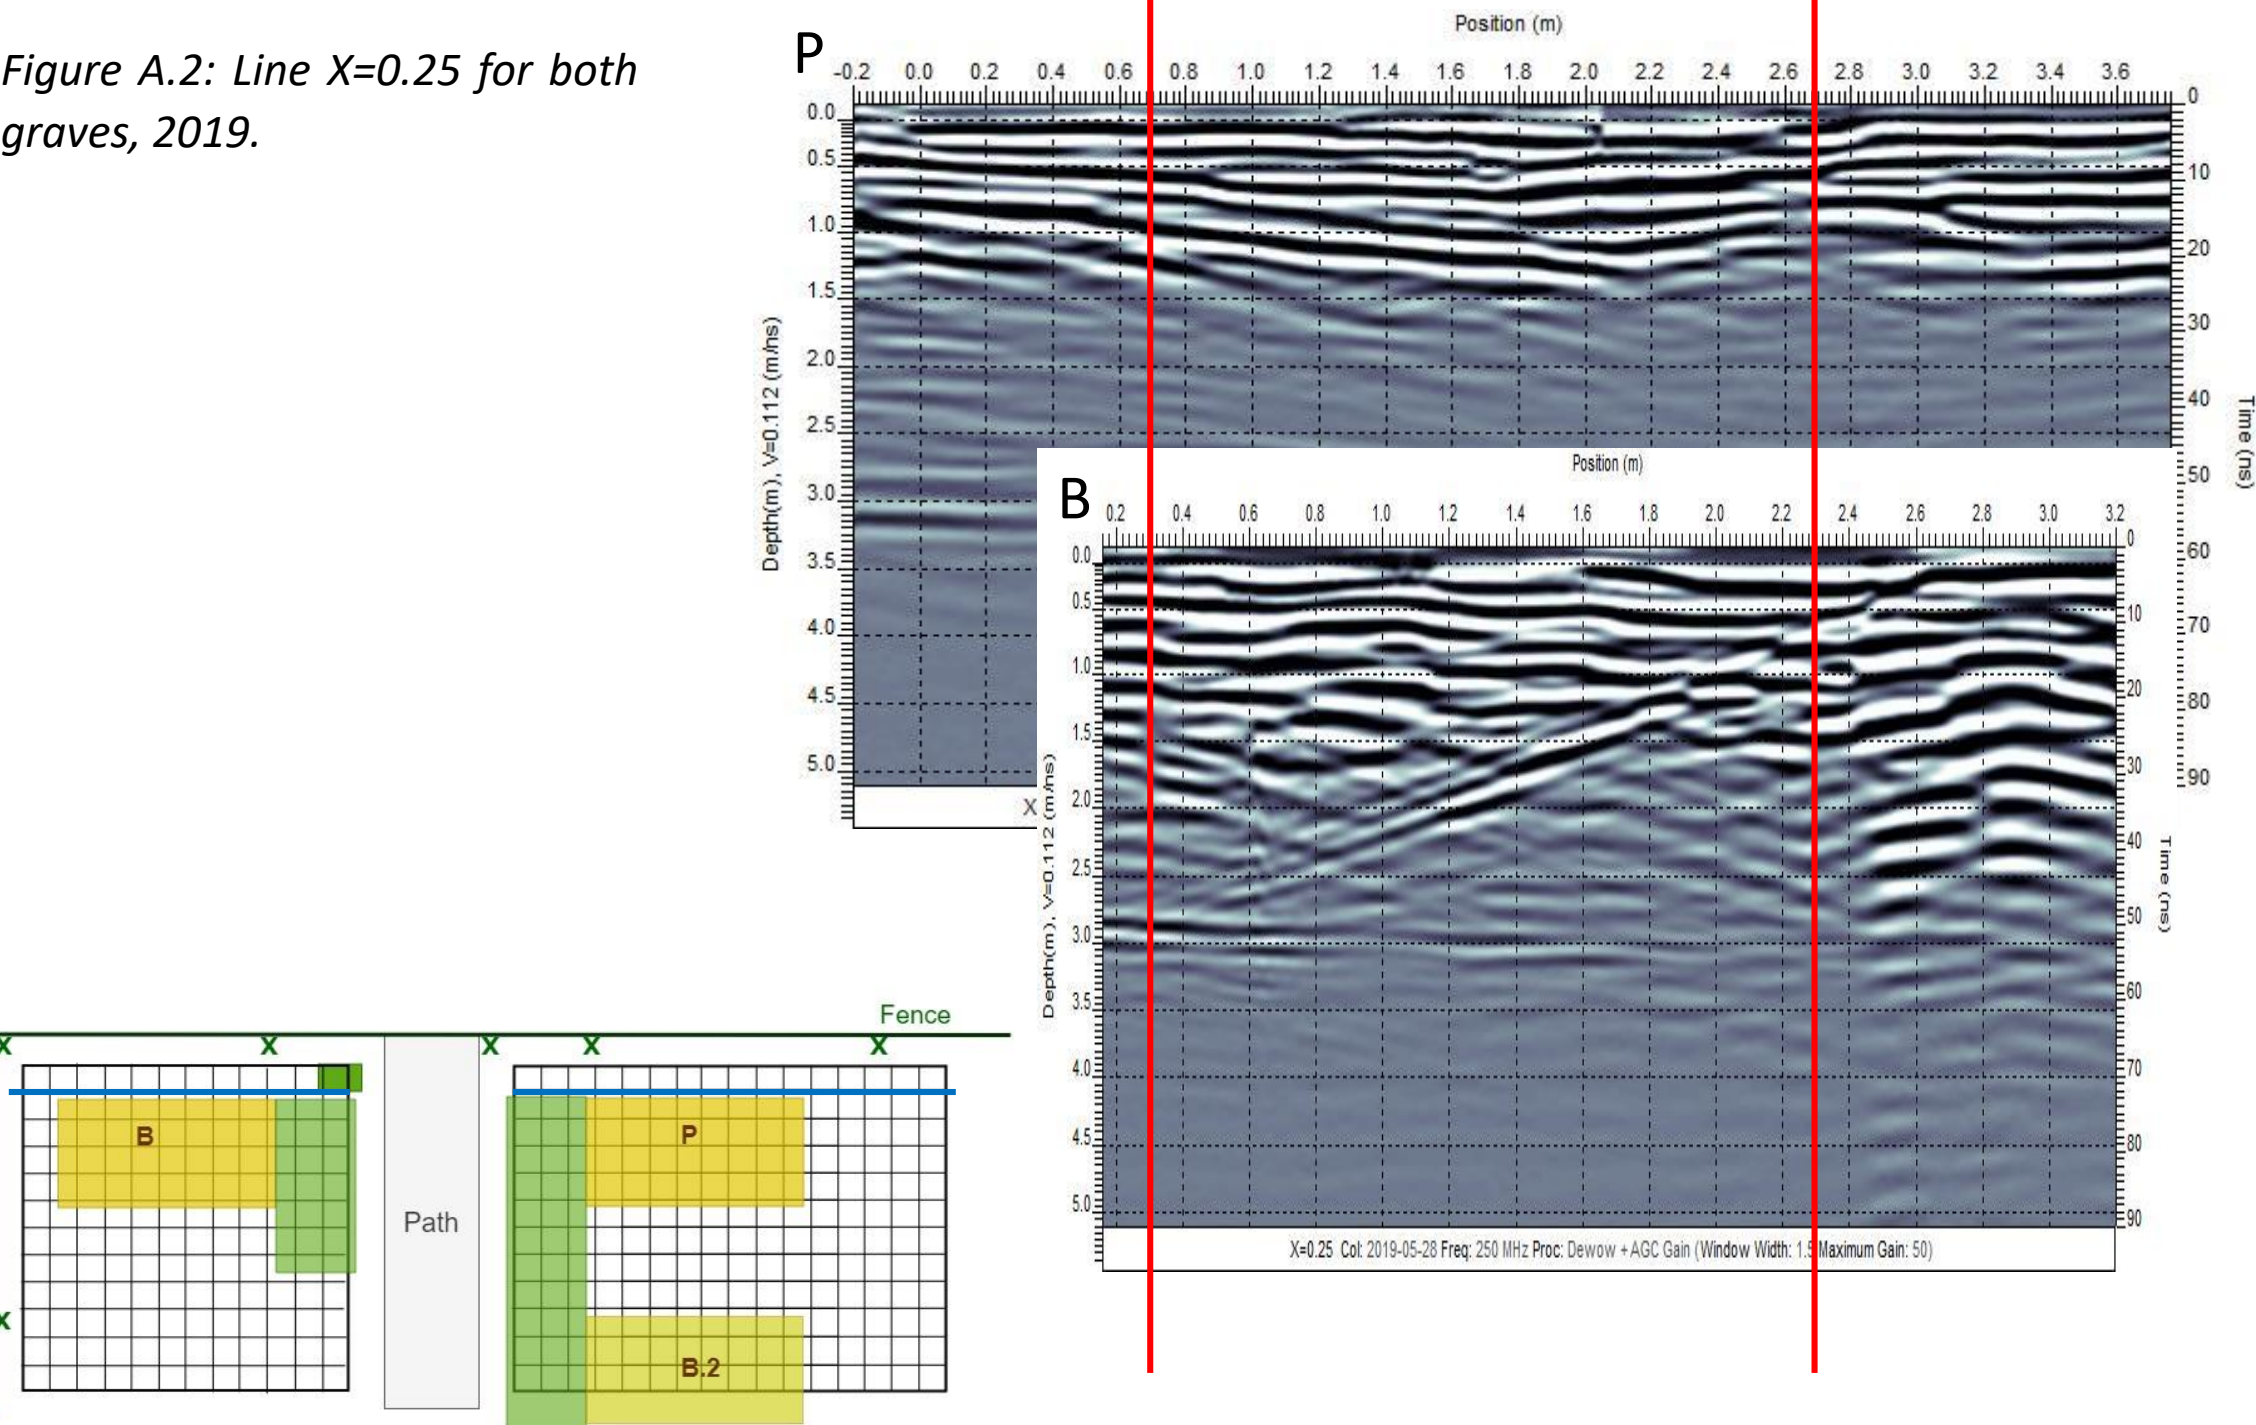 Figure A.2: Line X=0.25 for both
graves, 2019.
P
Position (m)
-0.2 0.0 0.2 0.4 0.6 0.8 1.0 1.2 1.4 1.6 1.8 2.0 2.2 2.4 2.6 2.8 3.0 3.2 3.4 3.6
0.0
0.5
1.0
1.5
2.0
2.5
3.0
3.5
4.0
4.5
5.0
Depth(m), V=0.112 (m/ns)
0
10
20
30
40
50
60
70
80
90
Time (ns)
X
B
Position (m)
0.2 0.4 0.6 0.8 1.0 1.2 1.4 1.6 1.8 2.0 2.2 2.4 2.6 2.8 3.0 3.2
0.0
0.5
1.0
1.5
2.0
2.5
3.0
3.5
4.0
4.5
5.0
Depth(m), V=0.112 (m/ns)
0
10
20
30
40
50
60
70
80
90
Time (ns)
X=0.25 Col: 2019-05-28 Freq: 250 MHz Proc: Dewow + AGC Gain (Window Width: 1.5 Maximum Gain: 50)
Fence
X X X X X
B
P
Path
X
B.2